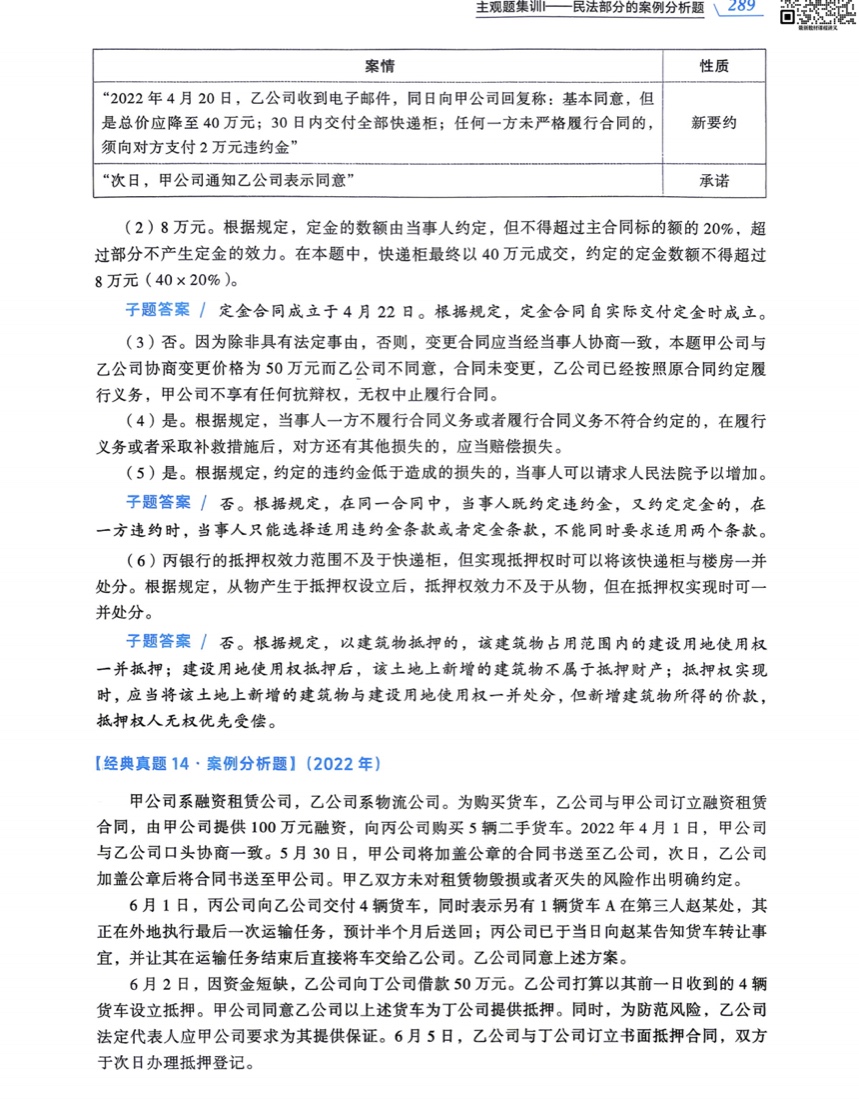 主观题集训Ⅰ——民法部分的案例分析题 289
案情 性质
“2022 年 4 月 20 日，乙公司收到电子邮件，同日向甲公司回复称：基本同意，但
是总价应降至 40 万元；30 日内交付全部快递柜；任何一方未严格履行合同的，
须向对方支付 2 万元违约金”
新要约
“次日，甲公司通知乙公司表示同意” 承诺
（2）8 万元。根据规定，定金的数额由当事人约定，但不得超过主合同标的额的 20%，超
过部分不产生定金的效力。在本题中，快递柜最终以 40 万元成交，约定的定金数额不得超过
8 万元（40×20%）。
子题答案 / 定金合同成立于 4 月 22 日。根据规定，定金合同自实际交付定金时成立。
（3）否。因为除非具有法定事由，否则，变更合同应当经当事人协商一致，本题甲公司与
乙公司协商变更价格为 50 万元而乙公司不同意，合同未变更，乙公司已经按照原合同约定履
行义务，甲公司不享有任何抗辩权，无权中止履行合同。
（4）是。根据规定，当事人一方不履行合同义务或者履行合同义务不符合约定的，在履行
义务或者采取补救措施后，对方还有其他损失的，应当赔偿损失。
（5）是。根据规定，约定的违约金低于造成的损失的，当事人可以请求人民法院予以增加。
子题答案 / 否。根据规定，在同一合同中，当事人既约定违约金，又约定定金的，在
一方违约时，当事人只能选择适用违约金条款或者定金条款，不能同时要求适用两个条款。
（6）丙银行的抵押权效力范围不及于快递柜，但实现抵押权时可以将该快递柜与楼房一并
处分。根据规定，从物产生于抵押权设立后，抵押权效力不及于从物，但在抵押权实现时可一
并处分。
子题答案 / 否。根据规定，以建筑物抵押的，该建筑物占用范围内的建设用地使用权
一并抵押；建设用地使用权抵押后，该土地上新增的建筑物不属于抵押财产；抵押权实现
时，应当将该土地上新增的建筑物与建设用地使用权一并处分，但新增建筑物所得的价款，
抵押权人无权优先受偿。
【经典真题 14·案例分析题】（2022 年）
甲公司系融资租赁公司，乙公司系物流公司。为购买货车，乙公司与甲公司订立融资租赁
合同，由甲公司提供 100 万元融资，向丙公司购买 5 辆二手货车。2022 年 4 月 1 日，甲公司
与乙公司口头协商一致。5 月 30 日，甲公司将加盖公章的合同书送至乙公司，次日，乙公司
加盖公章后将合同书送至甲公司。甲乙双方未对租赁物毁损或者灭失的风险作出明确约定。
6 月 1 日，丙公司向乙公司交付 4 辆货车，同时表示另有 1 辆货车 A 在第三人赵某处，其
正在外地执行最后一次运输任务，预计半个月后送回；丙公司已于当日向赵某告知货车转让事
宜，并让其在运输任务结束后直接将车交给乙公司。乙公司同意上述方案。
6 月 2 日，因资金短缺，乙公司向丁公司借款 50 万元。乙公司打算以其前一日收到的 4 辆
货车设立抵押。甲公司同意乙公司以上述货车为丁公司提供抵押。同时，为防范风险，乙公司
法定代表人应甲公司要求为其提供保证。6 月 5 日，乙公司与丁公司订立书面抵押合同，双方
于次日办理抵押登记。